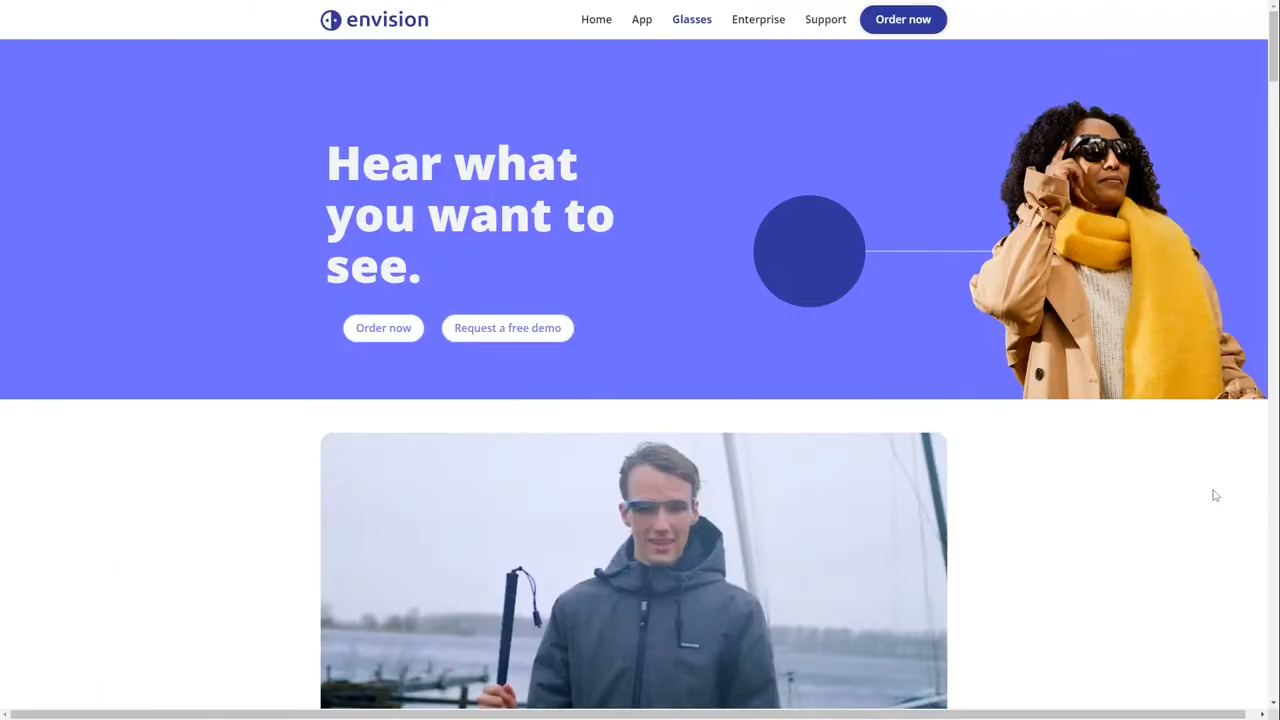 envision
Home App Glasses Enterprise Support Order now
Hear what
you want to
see.
Order now Request a free demo